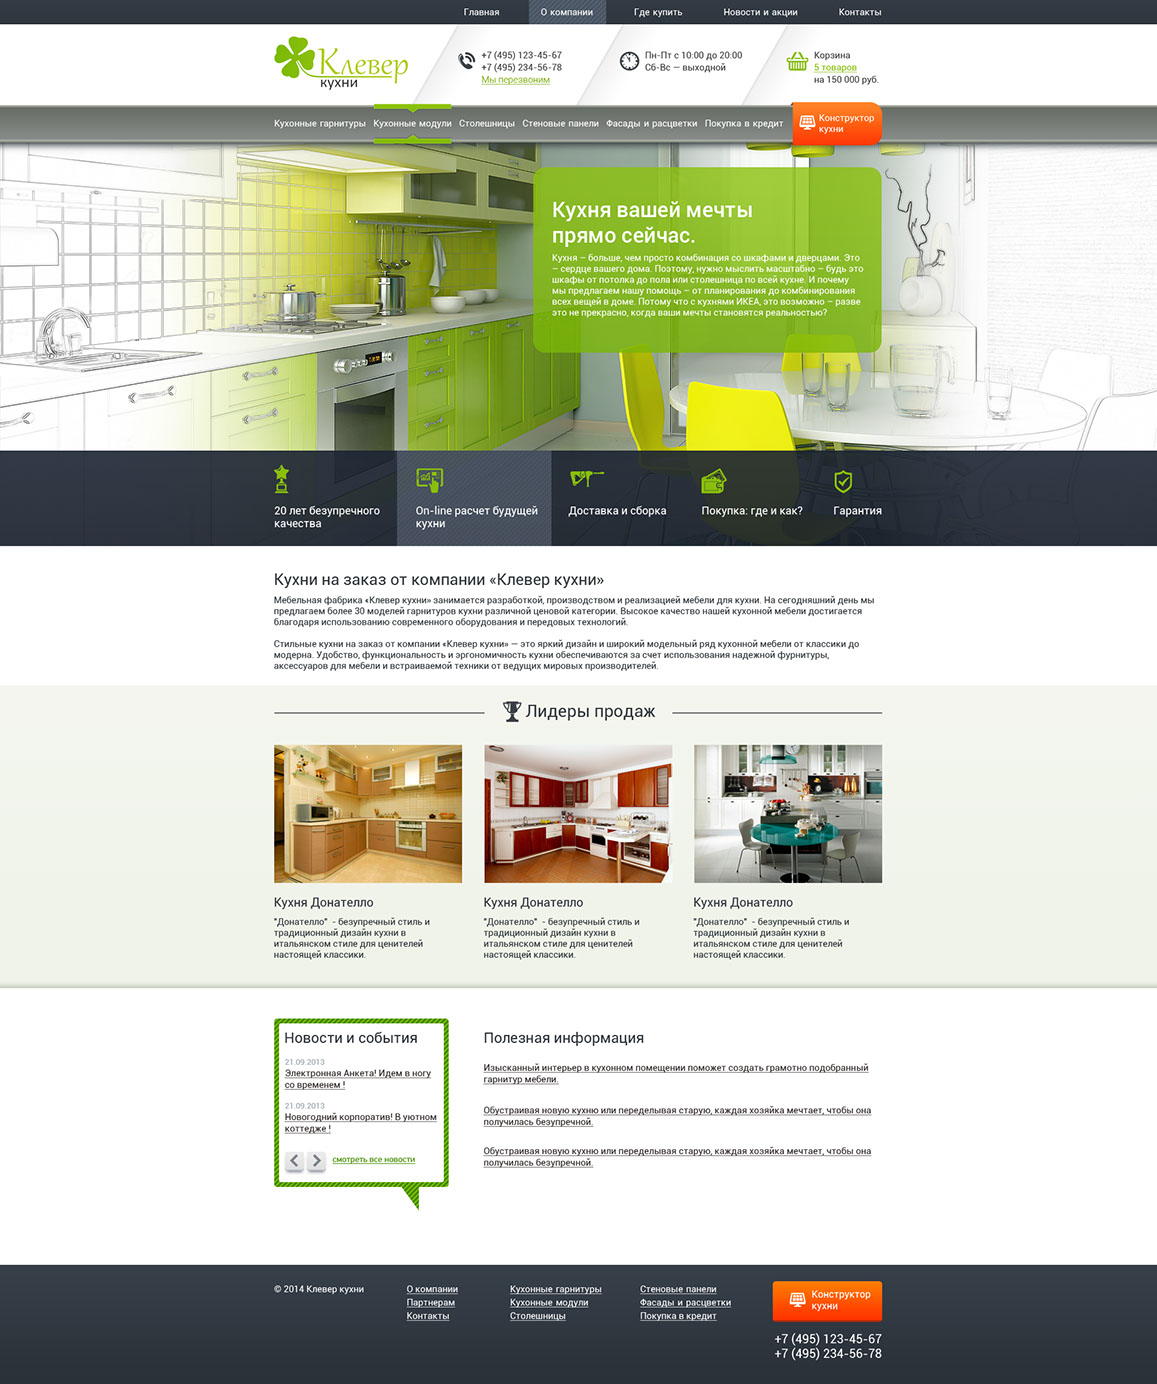 Главная
О компании
Где купить
Новости и акции
Контакты
Клевер
кухни
+7 (495) 123-45-67
+7 (495) 234-56-78
Мы перезвоним
Пн-Пт с 10:00 до 20:00
Сб-Вс — выходной
Корзина
5 товаров
на 150 000 руб.
Кухонные гарнитуры
Кухонные модули
Столешницы
Стеновые панели
Фасады и расцветки
Покупка в кредит
Конструктор
кухни
Кухня вашей мечты
прямо сейчас.
Кухня – больше, чем просто комбинация со шкафами и дверцами. Это
– сердце вашего дома. Поэтому, нужно мыслить масштабно – будь это
шкафы от потолка до пола или столешница по всей кухне. И почему
мы предлагаем нашу помощь – от планирования до комбинирования
всех вещей в доме. Потому что с кухнями ИКЕА, это возможно – разве
это не прекрасно, когда ваши мечты становятся реальностью?
20 лет безупречного
качества
On-line расчет будущей
кухни
Доставка и сборка
Покупка: где и как?
Гарантия
Кухни на заказ от компании «Клевер кухни»
Мебельная фабрика «Клевер кухни» занимается разработкой, производством и реализацией мебели для кухни. На сегодняшний день мы
предлагаем более 30 моделей гарнитуров кухни различной ценовой категории. Высокое качество нашей кухонной мебели достигается
благодаря использованию современного оборудования и передовых технологий.
Стильные кухни на заказ от компании «Клевер кухни» — это яркий дизайн и широкий модельный ряд кухонной мебели от классики до
модерна. Удобство, функциональность и эргономичность кухни обеспечиваются за счет использования надежной фурнитуры,
аксессуаров для мебели и встраиваемой техники от ведущих мировых производителей.
Лидеры продаж
Кухня Донателло
"Донателло" - безупречный стиль и
традиционный дизайн кухни в
итальянском стиле для ценителей
настоящей классики.
Кухня Донателло
"Донателло" - безупречный стиль и
традиционный дизайн кухни в
итальянском стиле для ценителей
настоящей классики.
Кухня Донателло
"Донателло" - безупречный стиль и
традиционный дизайн кухни в
итальянском стиле для ценителей
настоящей классики.
Новости и события
21.09.2013
Электронная Анкета! Идем в ногу
со временем !
21.09.2013
Новогодний корпоратив! В уютном
коттедже !
смотреть все новости
Полезная информация
Изысканный интерьер в кухонном помещении поможет создать грамотно подобранный
гарнитур мебели.
Обустраивая новую кухню или переделывая старую, каждая хозяйка мечтает, чтобы она
получилась безупречной.
Обустраивая новую кухню или переделывая старую, каждая хозяйка мечтает, чтобы она
получилась безупречной.
© 2014 Клевер кухни
О компании
Партнерам
Контакты
Кухонные гарнитуры
Кухонные модули
Столешницы
Стеновые панели
Фасады и расцветки
Покупка в кредит
Конструктор
кухни
+7 (495) 123-45-67
+7 (495) 234-56-78